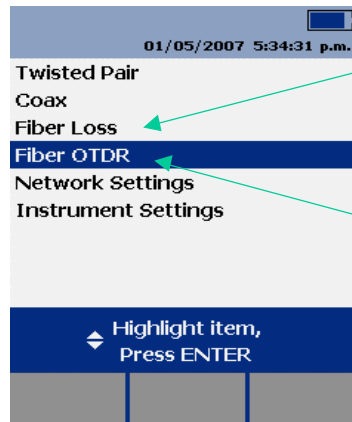 01/05/2007 5:34:31 p.m.
Twisted Pair
Coax
Fiber Loss
Fiber OTDR
Network Settings
Instrument Settings
Highlight item,
Press ENTER